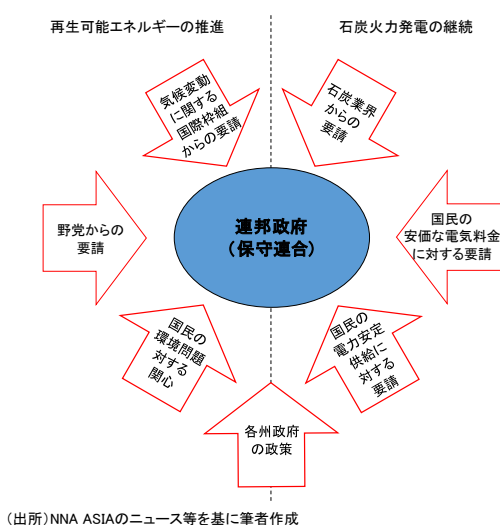 再生可能エネルギーの推進
石炭火力発電の継続
気候変動
に関する
国際枠組
からの要請
石炭業界
からの
要請
野党からの
要請
連邦政府
（保守連合）
国民の
安価な電気料金
に対する要請
国民の
環境問題
対する
関心
国民の
電力安定
供給に
対する
要請
各州政府
の政策
（出所）NNA ASIAのニュース等を基に筆者作成